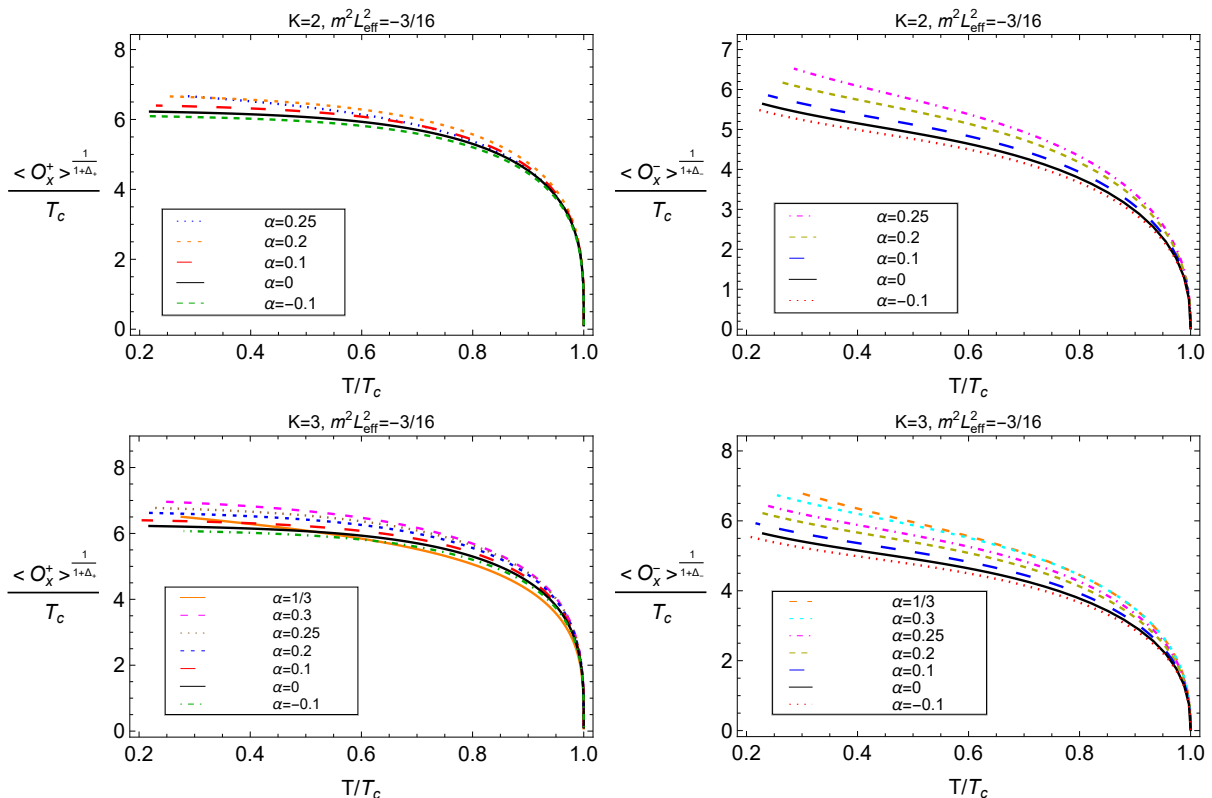 K=2, m²L²eff=−3/16
8
6
4
2
0
0.2 0.4 0.6 0.8 1.0
T/Tc
<Oₓ⁺>^(1/(1+Δ₊))
Tc
α=0.25
α=0.2
α=0.1
α=0
α=−0.1
K=2, m²L²eff=−3/16
7
6
5
4
3
2
1
0
0.2 0.4 0.6 0.8 1.0
T/Tc
<Oₓ⁻>^(1/(1+Δ₋))
Tc
α=0.25
α=0.2
α=0.1
α=0
α=−0.1
K=3, m²L²eff=−3/16
8
6
4
2
0
0.2 0.4 0.6 0.8 1.0
T/Tc
<Oₓ⁺>^(1/(1+Δ₊))
Tc
α=1/3
α=0.3
α=0.25
α=0.2
α=0.1
α=0
α=−0.1
K=3, m²L²eff=−3/16
8
6
4
2
0
0.2 0.4 0.6 0.8 1.0
T/Tc
<Oₓ⁻>^(1/(1+Δ₋))
Tc
α=1/3
α=0.3
α=0.25
α=0.2
α=0.1
α=0
α=−0.1